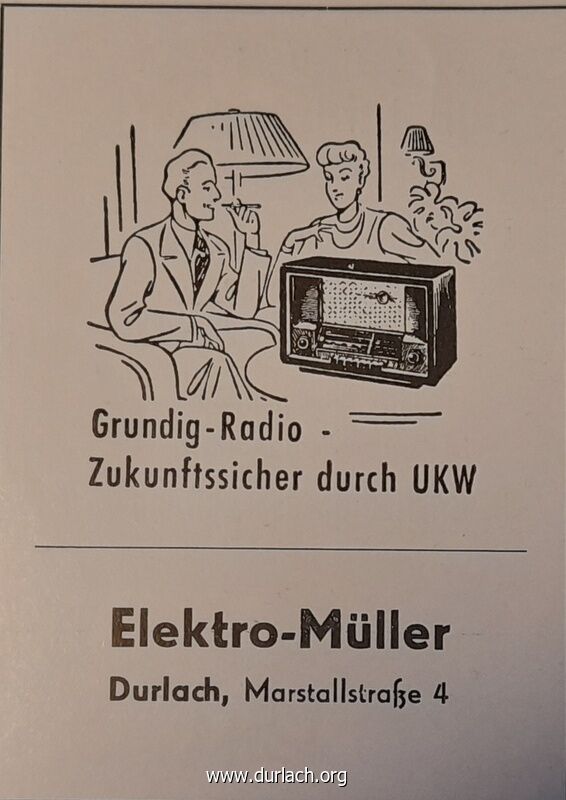 Grundig-Radio -
Zukunftssicher durch UKW
Elektro-Müller
Durlach, Marstallstraße 4
www.durlach.org